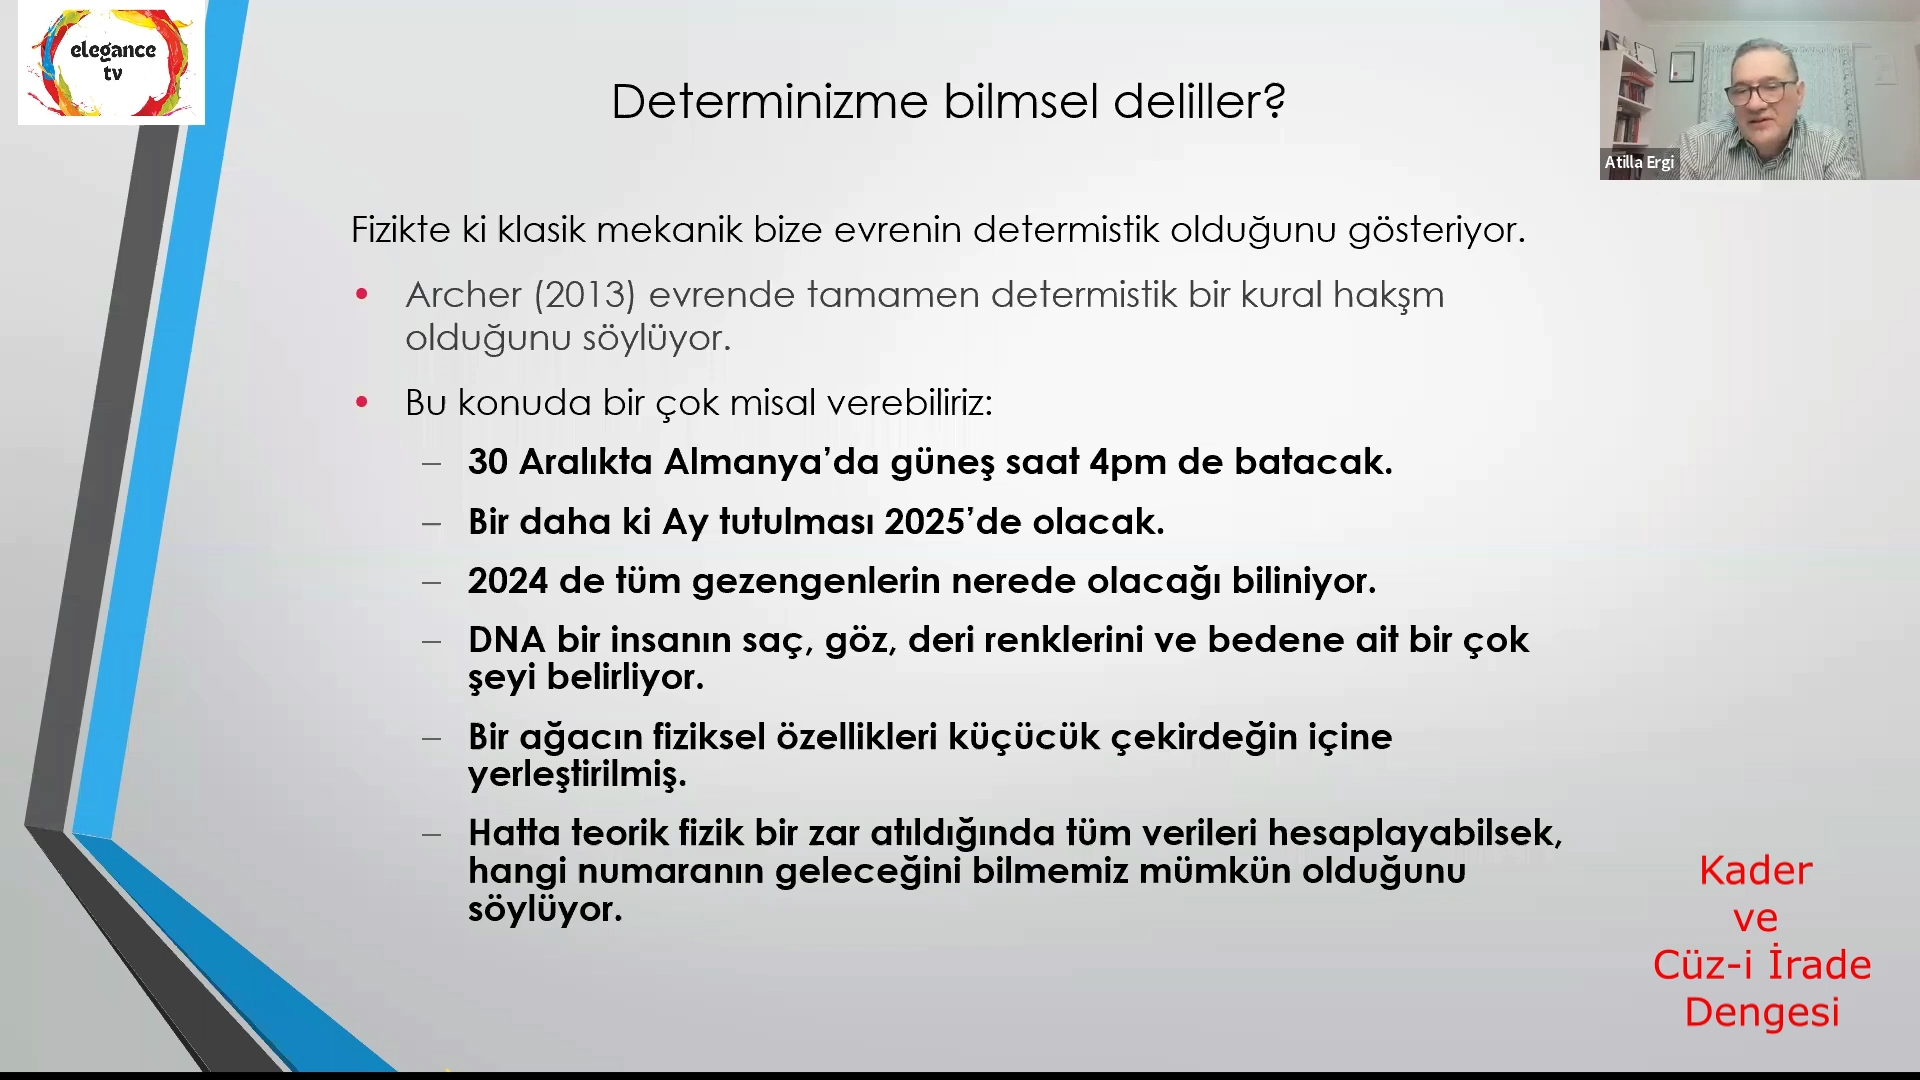 elegance
tv
Determinizme bilmsel deliller?
Atilla Ergi
Fizikte ki klasik mekanik bize evrenin determistik olduğunu gösteriyor.
• Archer (2013) evrende tamamen determistik bir kural hakşm
olduğunu söylüyor.
• Bu konuda bir çok misal verebiliriz:
– 30 Aralıkta Almanya’da güneş saat 4pm de batacak.
– Bir daha ki Ay tutulması 2025’de olacak.
– 2024 de tüm gezengenlerin nerede olacağı biliniyor.
– DNA bir insanın saç, göz, deri renklerini ve bedene ait bir çok
şeyi belirliyor.
– Bir ağacın fiziksel özellikleri küçücük çekirdeğin içine
yerleştirilmiş.
– Hatta teorik fizik bir zar atıldığında tüm verileri hesaplayabilsek,
hangi numaranın geleceğini bilmemiz mümkün olduğunu
söylüyor.
Kader
ve
Cüz-i İrade
Dengesi